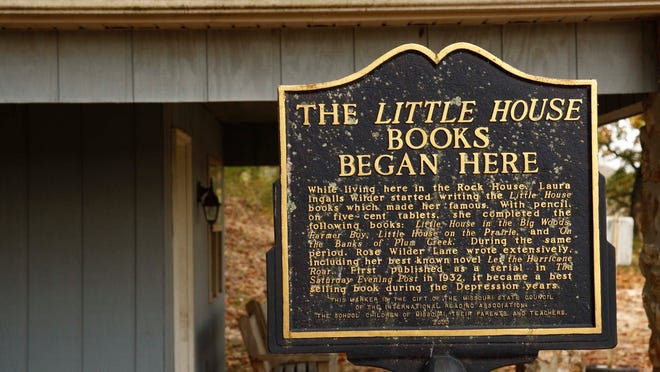 THE LITTLE HOUSE
BOOKS
BEGAN HERE
While living here in the Rock House, Laura
Ingalls Wilder started writing the Little House
books which made her famous. With pencil,
on five-cent tablets, she completed the
following books: Little House in the Big Woods,
Farmer Boy, Little House on the Prairie, and On
the Banks of Plum Creek. During the same
period, Rose Wilder Lane wrote extensively,
including her best known novel Let the Hurricane
Roar. First published as a serial in The
Saturday Evening Post in 1932, it became a best
selling book during the Depression years.
THIS MARKER IS THE GIFT OF THE MISSOURI STATE COUNCIL
OF THE INTERNATIONAL READING ASSOCIATION,
THE SCHOOL CHILDREN OF MISSOURI, THEIR PARENTS AND TEACHERS.